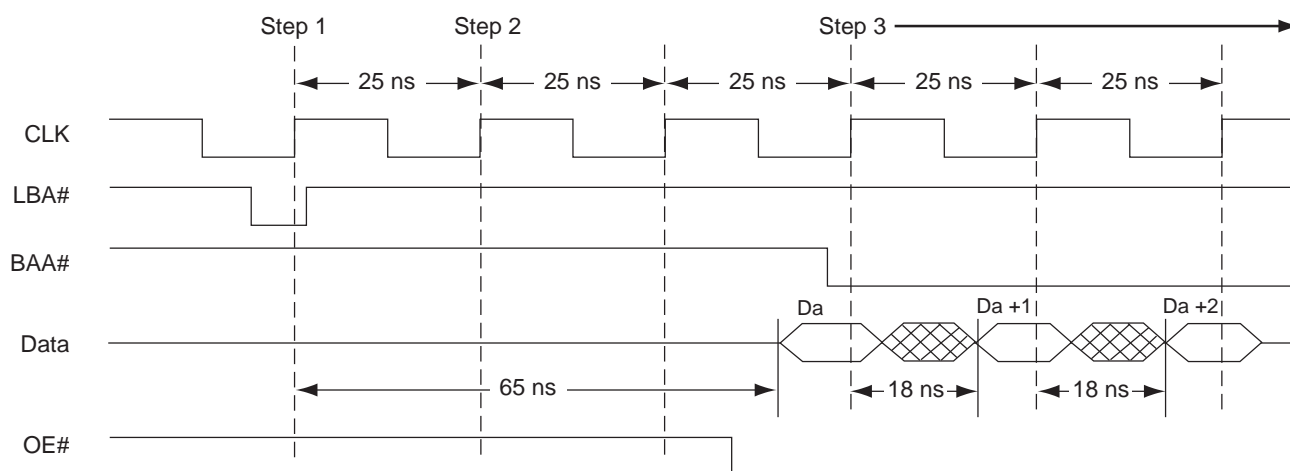 Step 1 Step 2 Step 3
25 ns 25 ns 25 ns 25 ns 25 ns
CLK
LBA#
BAA#
Da Da +1 Da +2
Data
65 ns 18 ns 18 ns
OE#